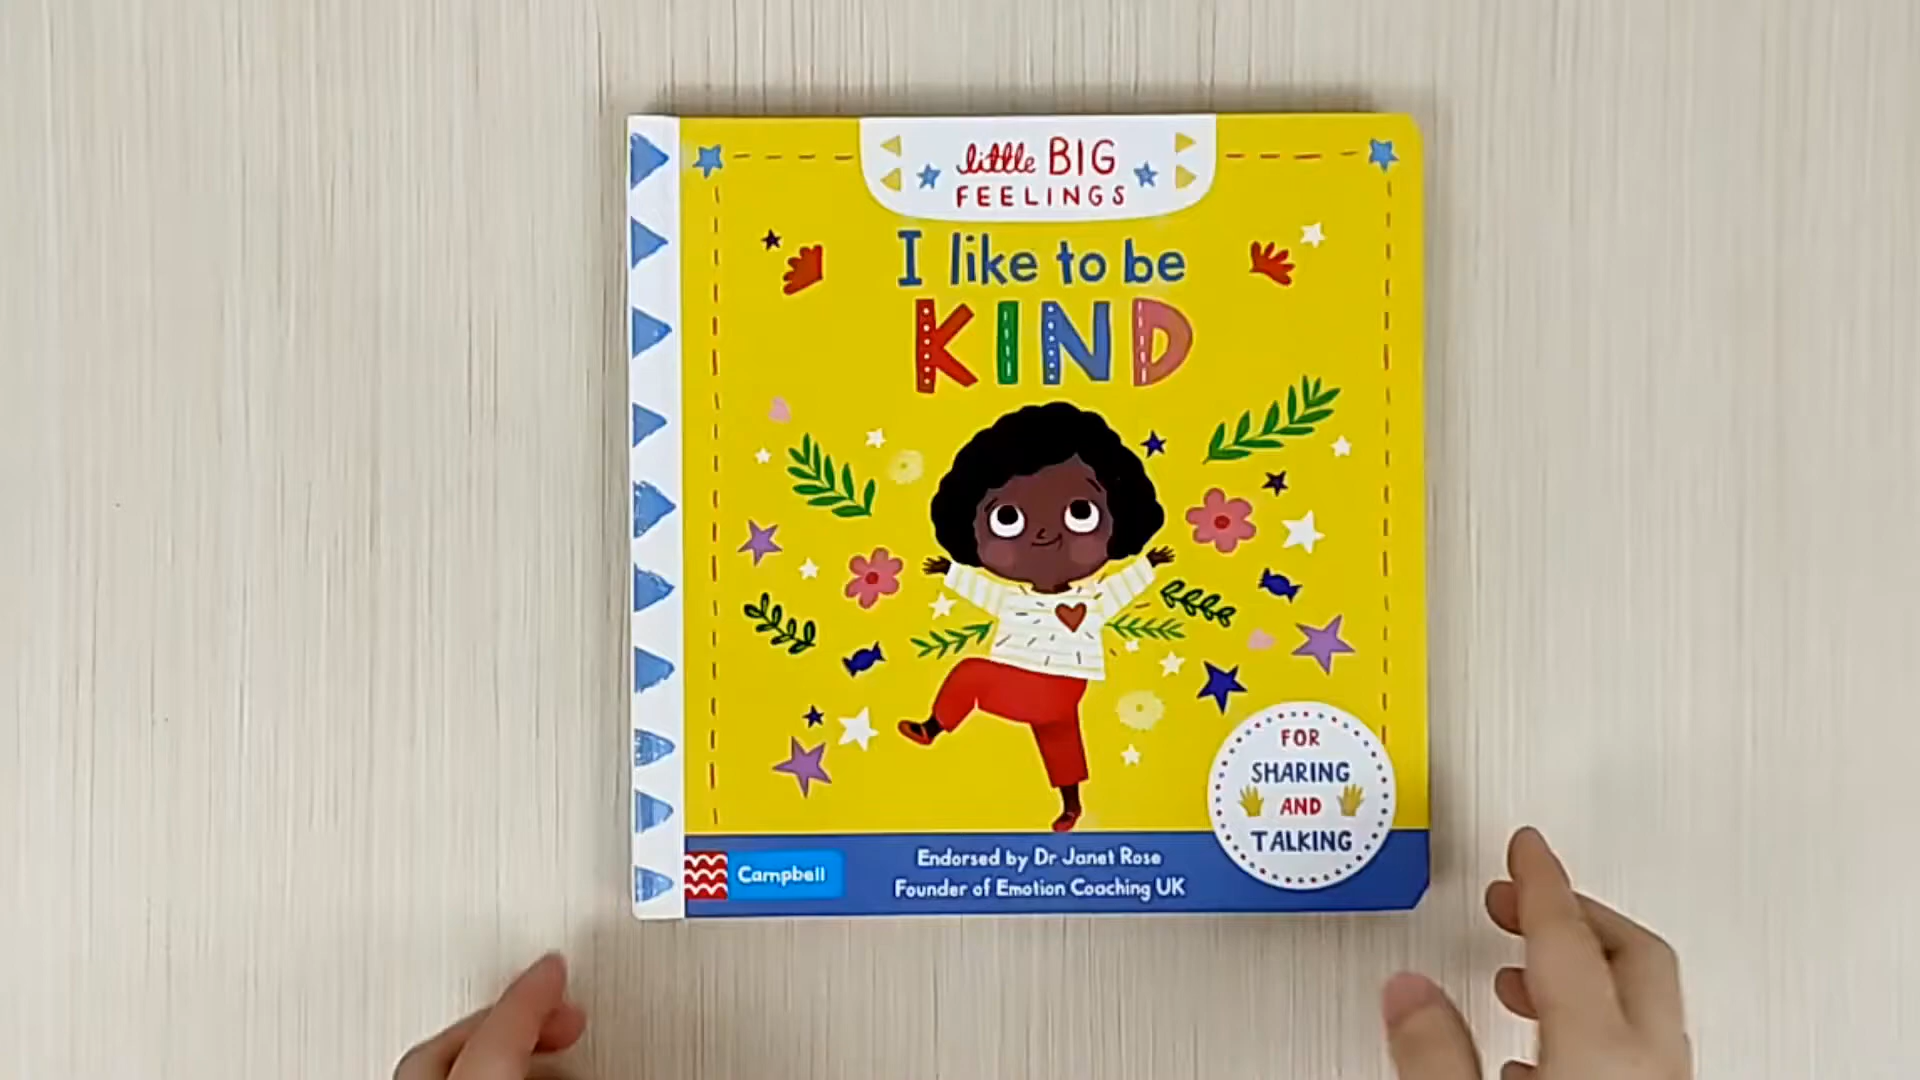 little BIG
FEELINGS
I like to be
KIND
FOR
SHARING
AND
TALKING
Endorsed by Dr Janet Rose
Founder of Emotion Coaching UK
Campbell